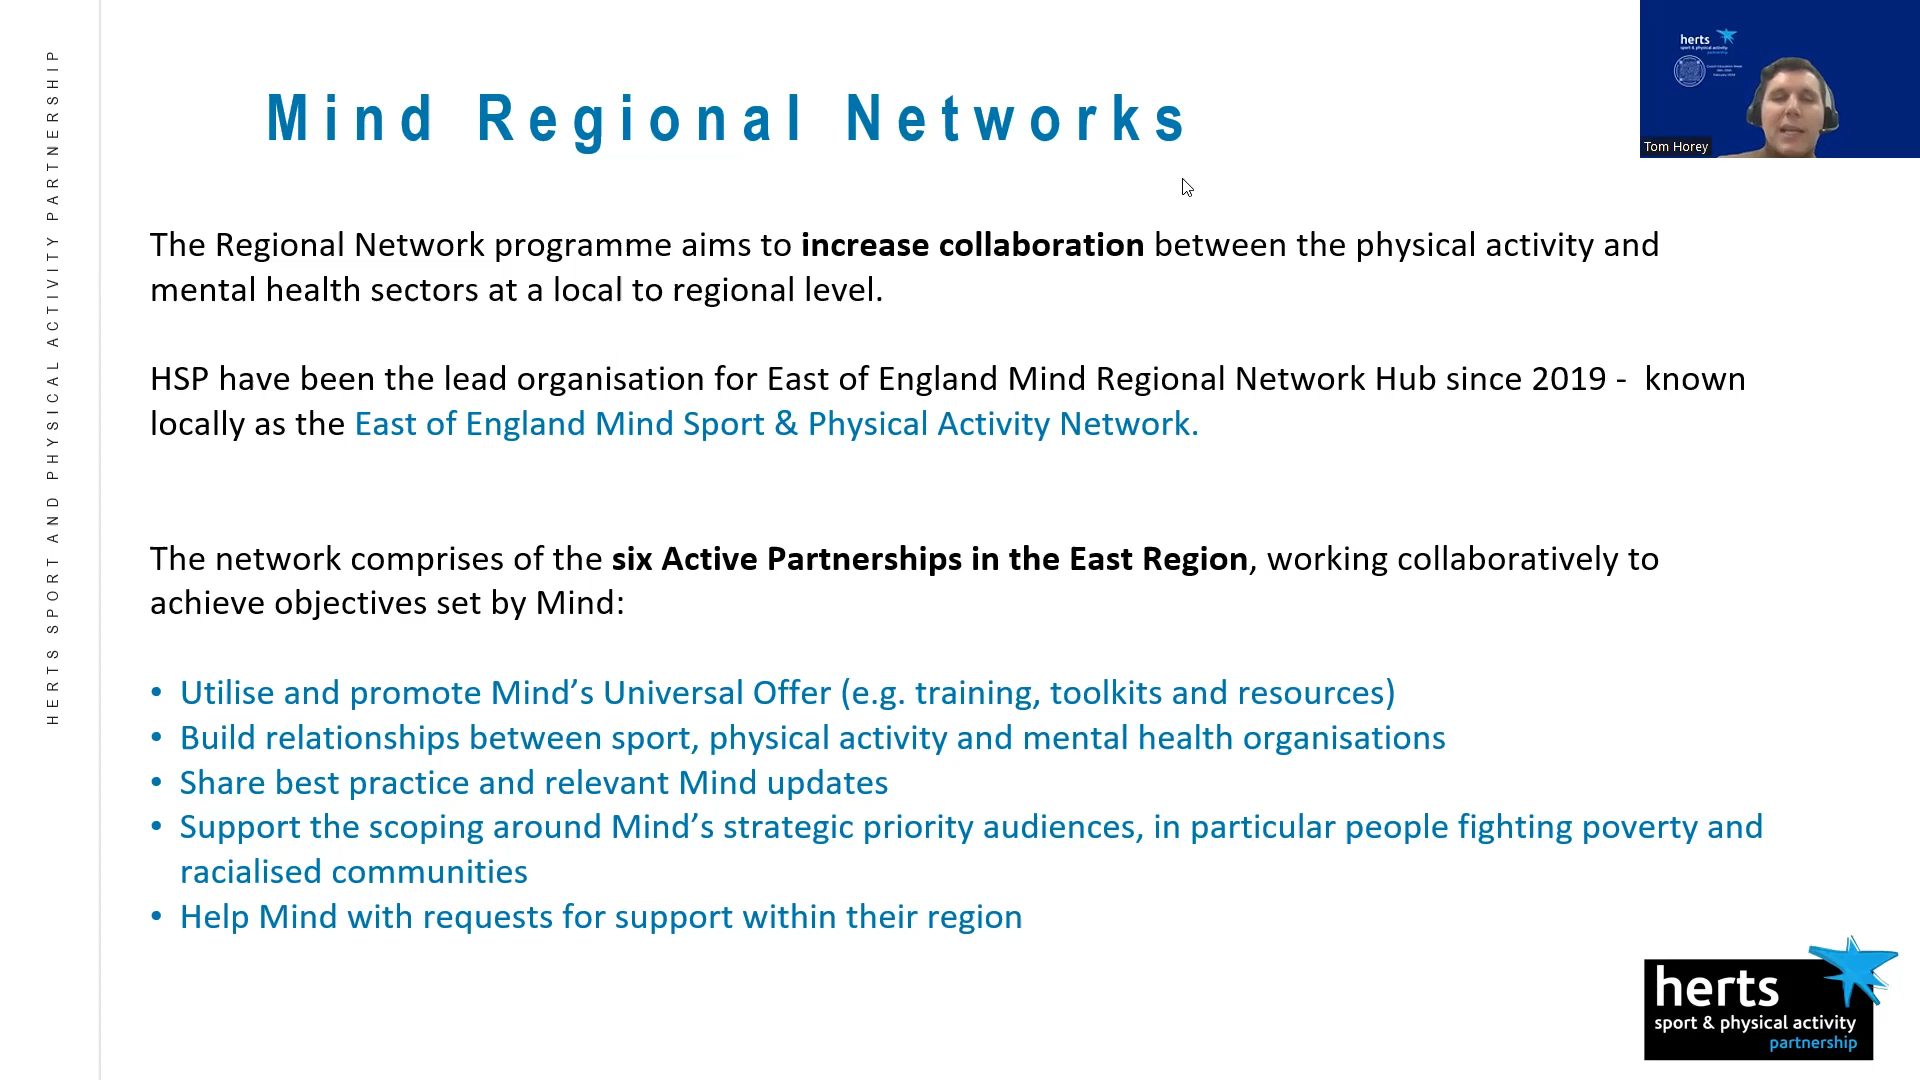 HERTS SPORT AND PHYSICAL ACTIVITY PARTNERSHIP
Mind Regional Networks
herts
sport & physical activity
partnership
Tom Horey
The Regional Network programme aims to increase collaboration between the physical activity and
mental health sectors at a local to regional level.
HSP have been the lead organisation for East of England Mind Regional Network Hub since 2019 - known
locally as the East of England Mind Sport & Physical Activity Network.
The network comprises of the six Active Partnerships in the East Region, working collaboratively to
achieve objectives set by Mind:
• Utilise and promote Mind’s Universal Offer (e.g. training, toolkits and resources)
• Build relationships between sport, physical activity and mental health organisations
• Share best practice and relevant Mind updates
• Support the scoping around Mind’s strategic priority audiences, in particular people fighting poverty and
racialised communities
• Help Mind with requests for support within their region
herts
sport & physical activity
partnership